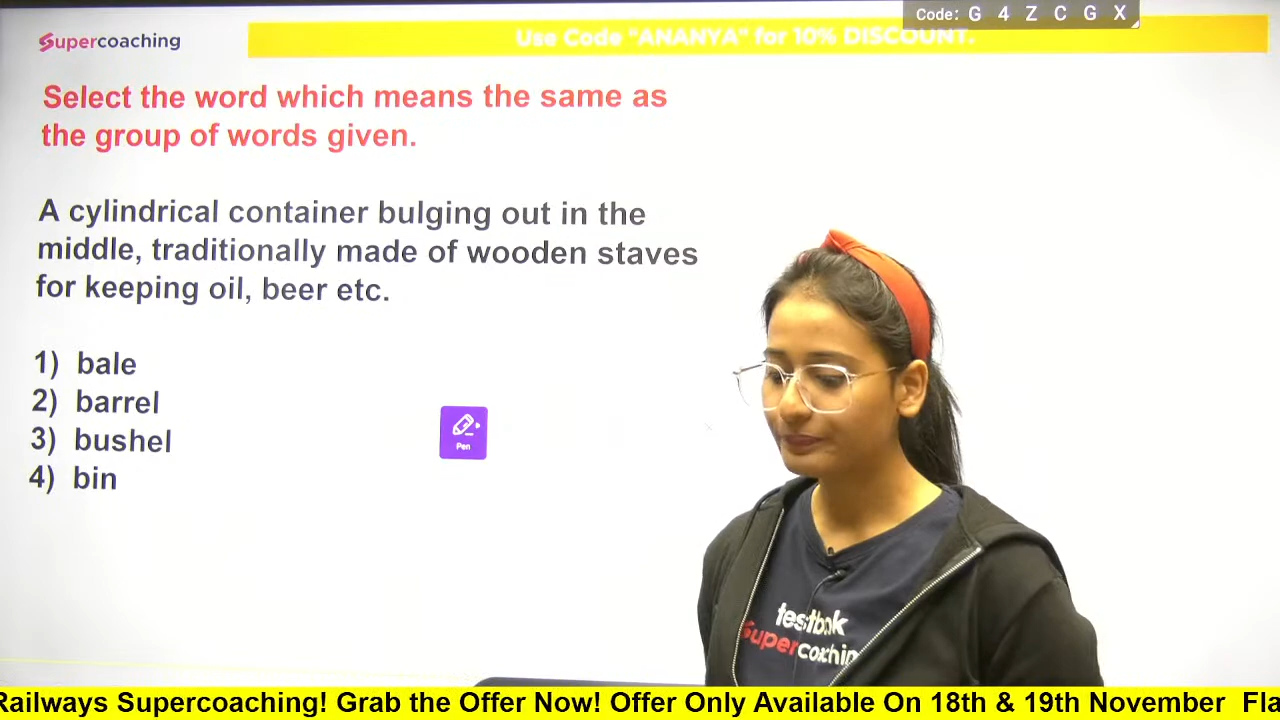 Supercoaching
Use Code "ANANYA" for 10% DISCOUNT.
Code: G 4 Z C G X
Select the word which means the same as
the group of words given.
A cylindrical container bulging out in the
middle, traditionally made of wooden staves
for keeping oil, beer etc.
1) bale
2) barrel
3) bushel
4) bin
Pen
testbook
Supercoachin
Railways Supercoaching! Grab the Offer Now! Offer Only Available On 18th & 19th November Fla